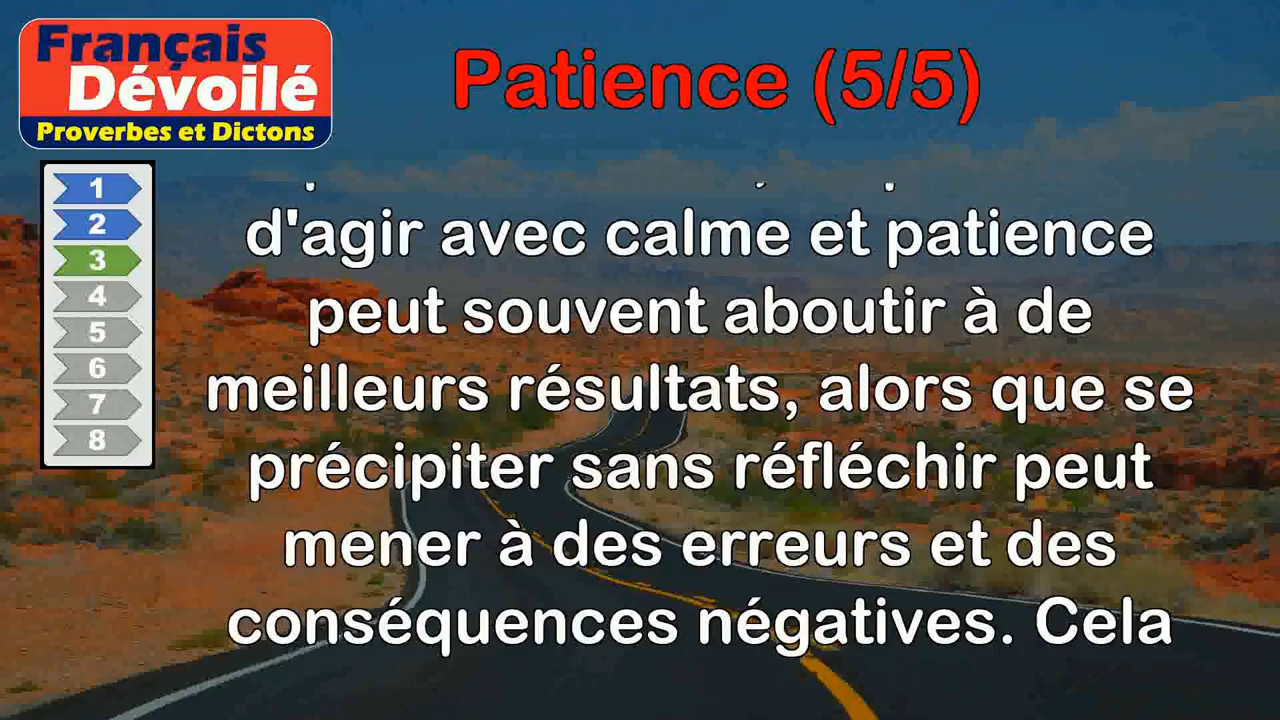 Français
Dévoilé
Proverbes et Dictons
Patience (5/5)
1
2
3
4
5
6
7
8
d'agir avec calme et patience
peut souvent aboutir à de
meilleurs résultats, alors que se
précipiter sans réfléchir peut
mener à des erreurs et des
conséquences négatives. Cela